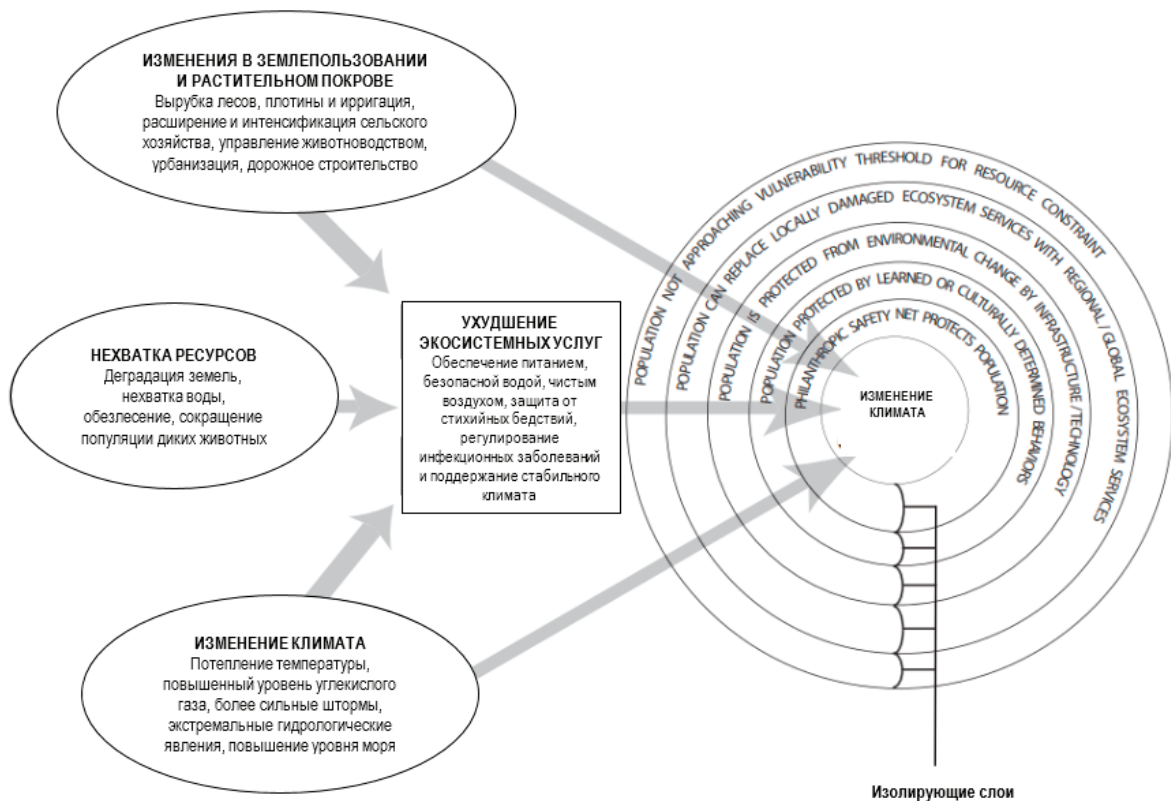 ИЗМЕНЕНИЯ В ЗЕМЛЕПОЛЬЗОВАНИИ
И РАСТИТЕЛЬНОМ ПОКРОВЕ
Вырубка лесов, плотины и ирригация,
расширение и интенсификация сельского
хозяйства, управление животноводством,
урбанизация, дорожное строительство
НЕХВАТКА РЕСУРСОВ
Деградация земель,
нехватка воды,
обезлесение, сокращение
популяции диких животных
ИЗМЕНЕНИЕ КЛИМАТА
Потепление температуры,
повышенный уровень углекислого
газа, более сильные штормы,
экстремальные гидрологические
явления, повышение уровня моря
УХУДШЕНИЕ
ЭКОСИСТЕМНЫХ УСЛУГ
Обеспечение питанием,
безопасной водой, чистым
воздухом, защита от
стихийных бедствий,
регулирование
инфекционных заболеваний
и поддержание стабильного
климата
POPULATION NOT APPROACHING VULNERABILITY THRESHOLD FOR RESOURCE CONSTRAINT
POPULATION CAN REPLACE LOCALLY DAMAGED ECOSYSTEM SERVICES WITH REGIONAL/GLOBAL ECOSYSTEM SERVICES
POPULATION IS PROTECTED FROM ENVIRONMENTAL CHANGE BY INFRASTRUCTURE/TECHNOLOGY
POPULATION PROTECTED BY LEARNED OR CULTURALLY DETERMINED BEHAVIORS
PHILANTHROPIC SAFETY NET PROTECTS POPULATION
ИЗМЕНЕНИЕ
КЛИМАТА
Изолирующие слои